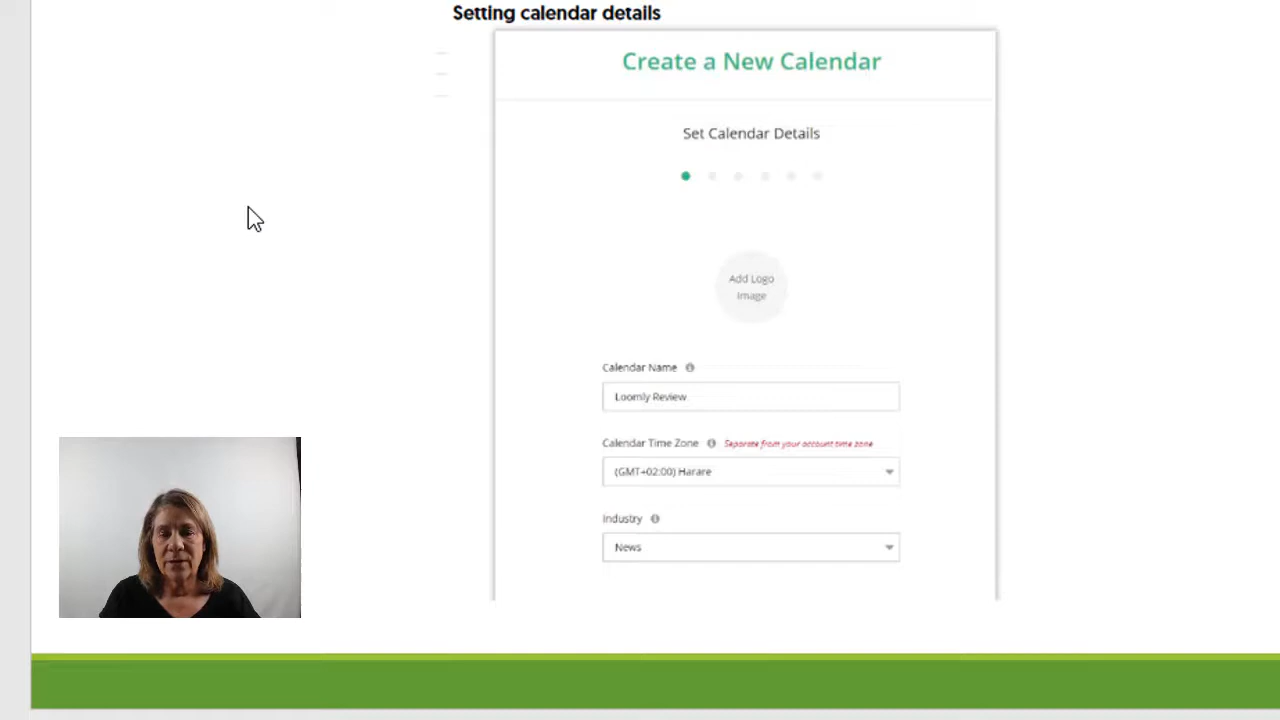 Setting calendar details
Create a New Calendar
Set Calendar Details
Add Logo
Image
Calendar Name
Loomly Review
Calendar Time Zone Separate from your account time zone
(GMT+02:00) Harare
Industry
News